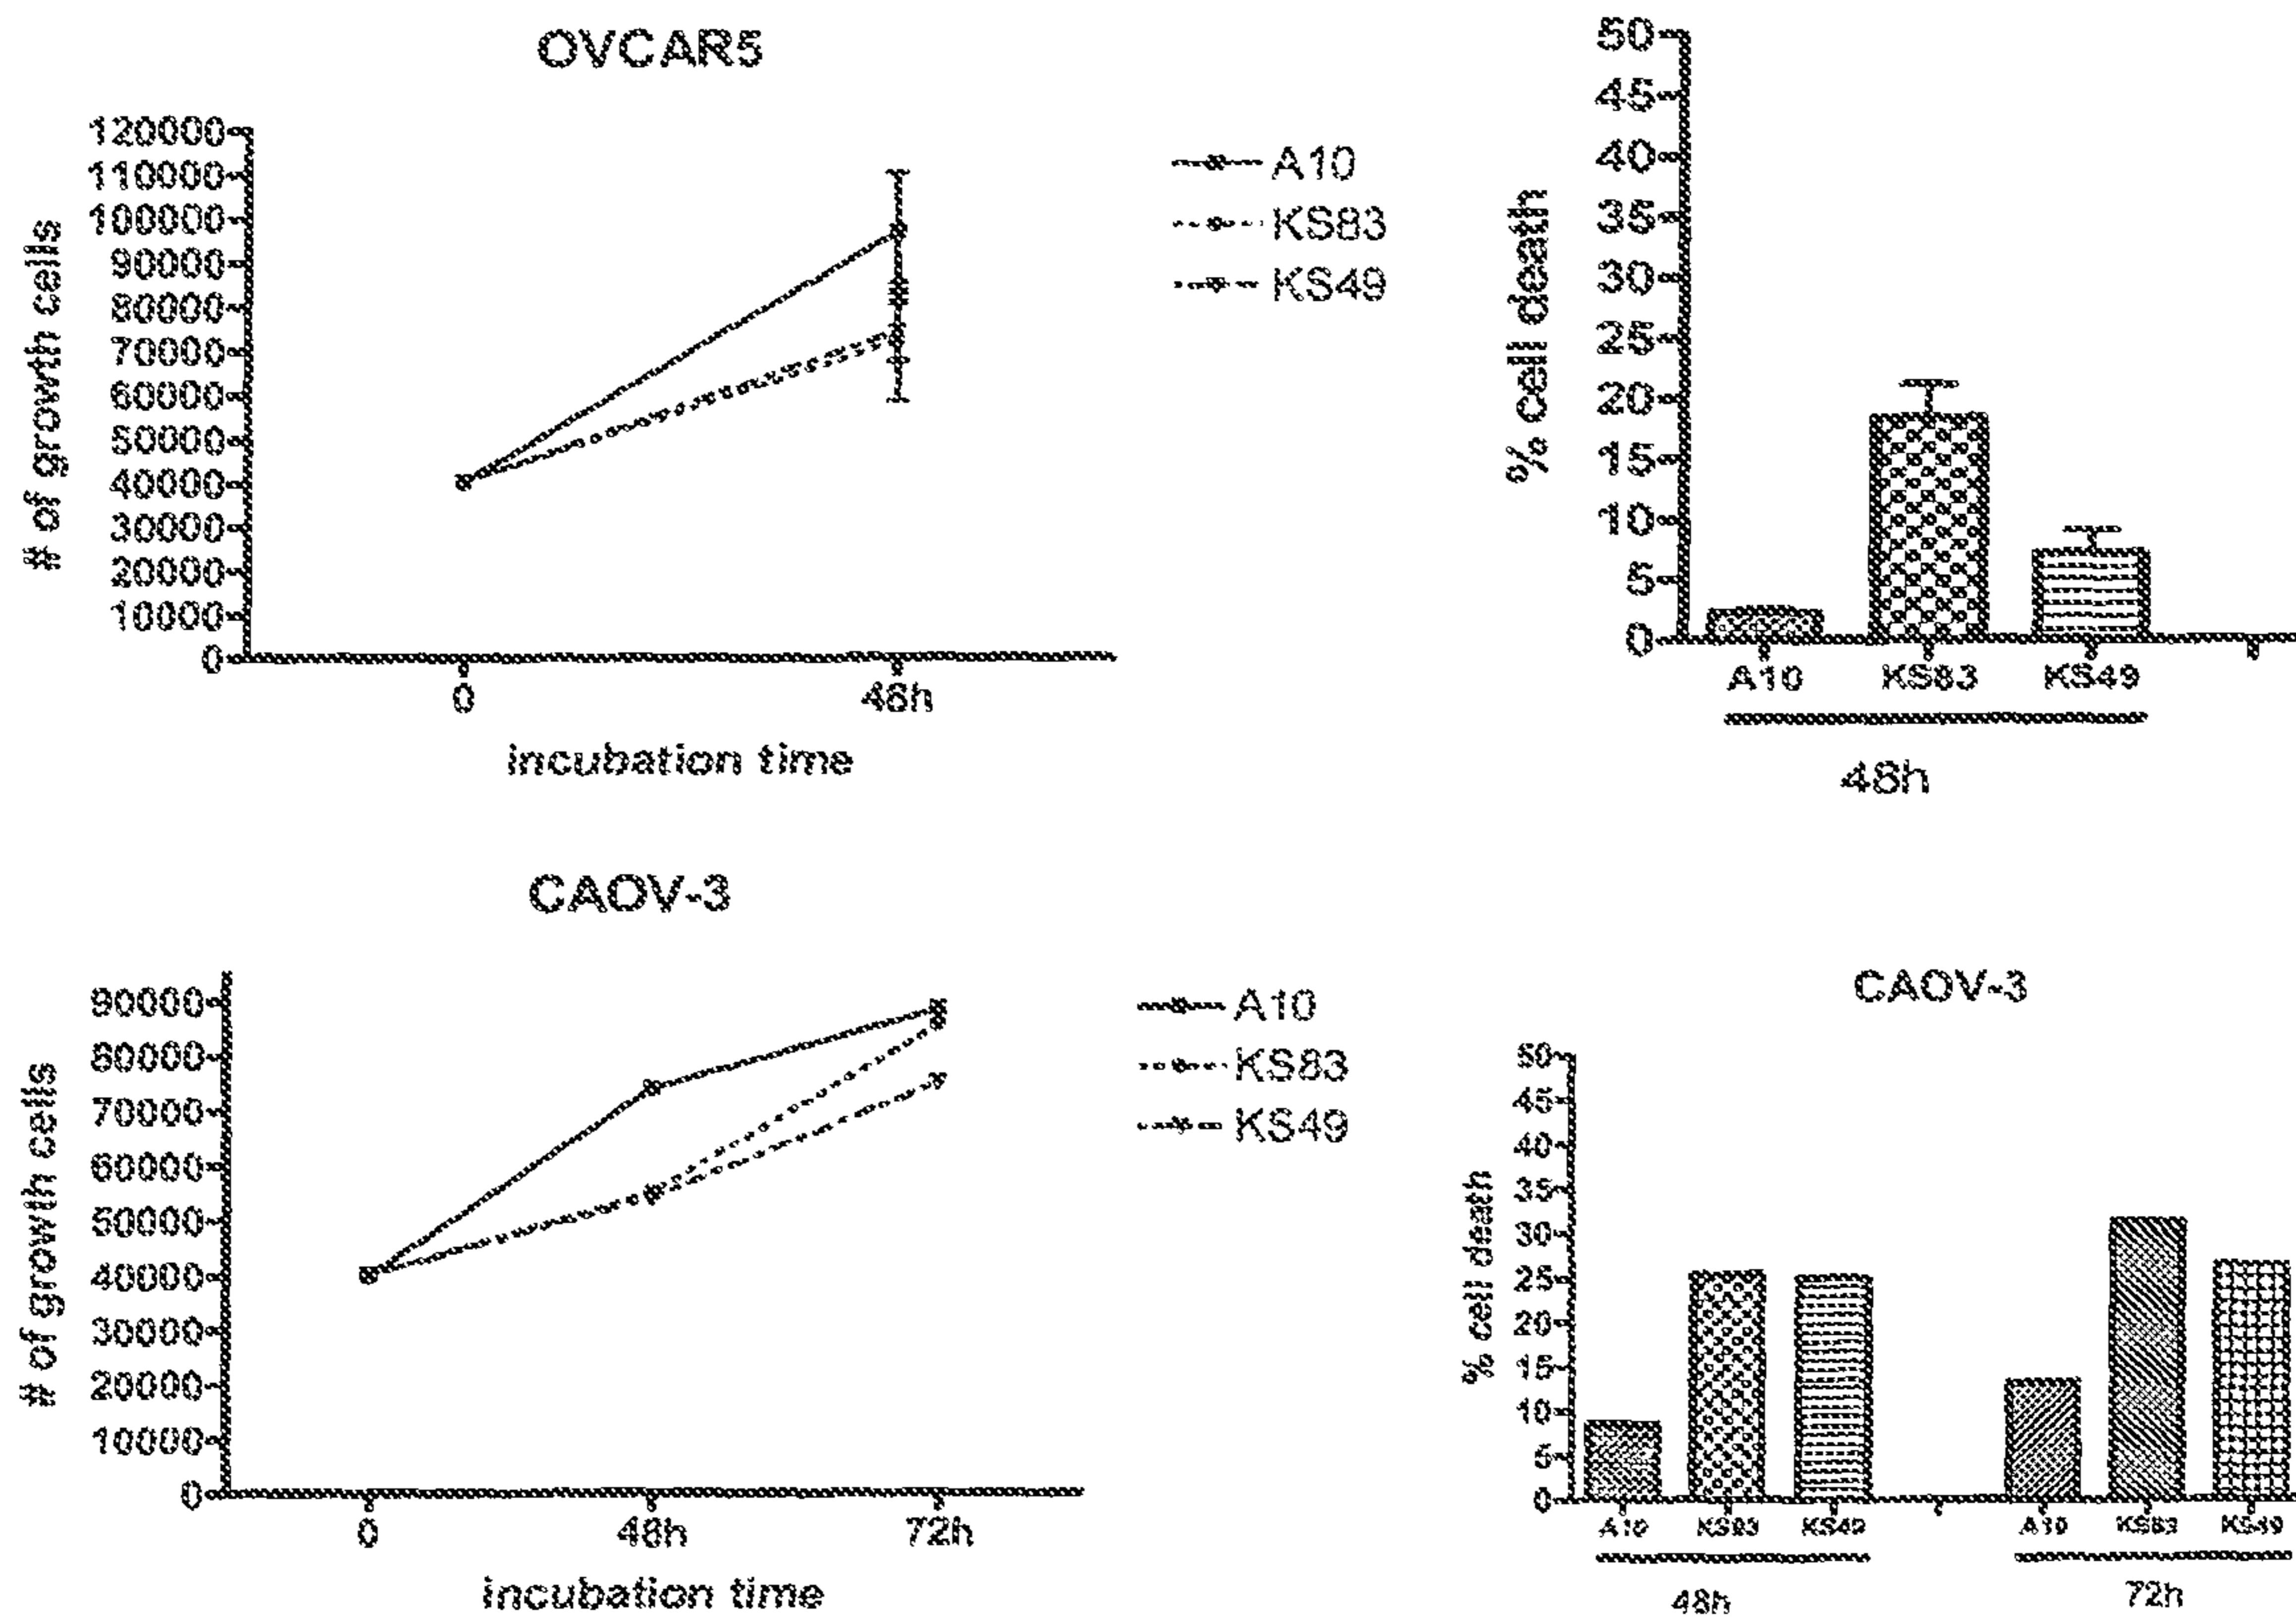 OVCAR5
# of growth cells
120000
110000
100000
90000
80000
70000
60000
50000
40000
30000
20000
10000
0
0 48h
incubation time
A10
KS83
KS49
% cell death
50
45
40
35
30
25
20
15
10
5
0
A10 KS83 KS49
48h
CAOV-3
# of growth cells
90000
80000
70000
60000
50000
40000
30000
20000
10000
0
0 48h 72h
incubation time
A10
KS83
KS49
CAOV-3
% cell death
50
45
40
35
30
25
20
15
10
5
0
A10 KS83 KS49 A10 KS83 KS49
48h 72h